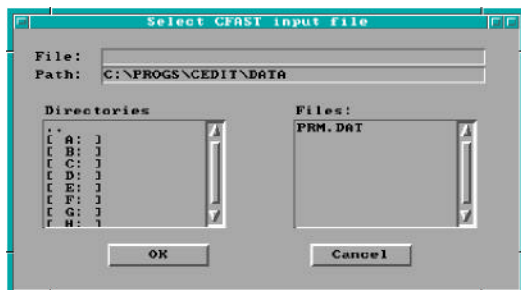 Select CFAST input file
File:
Path: C:\PROGS\CEDIT\DATA
Directories
..
[ A: ]
[ B: ]
[ C: ]
[ D: ]
[ E: ]
[ F: ]
[ G: ]
[ H: ]
Files:
PRM.DAT
OK
Cancel